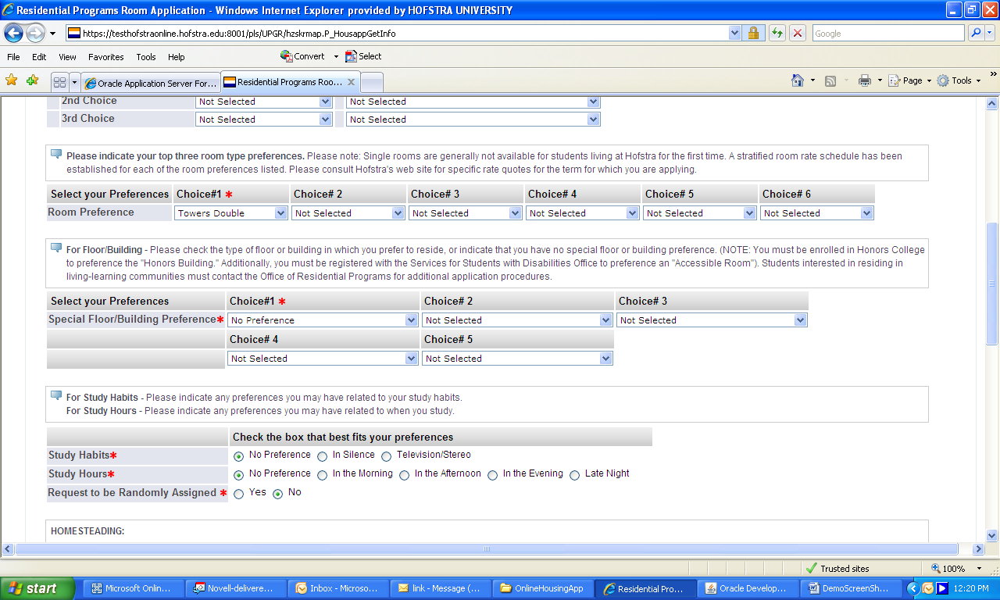 Residential Programs Room Application - Windows Internet Explorer provided by HOFSTRA UNIVERSITY
https://testhofstraonline.hofstra.edu:8001/pls/UPGR/hzskrmap.P_HousappGetInfo
Google
File Edit View Favorites Tools Help Convert Select
Oracle Application Server For... Residential Programs Roo... Page Tools
2nd Choice Not Selected Not Selected
3rd Choice Not Selected Not Selected
Please indicate your top three room type preferences. Please note: Single rooms are generally not available for students living at Hofstra for the first time. A stratified room rate schedule has been
established for each of the room preferences listed. Please consult Hofstra's web site for specific rate quotes for the term for which you are applying.
Select your Preferences Choice#1 * Choice# 2 Choice# 3 Choice# 4 Choice# 5 Choice# 6
Room Preference Towers Double Not Selected Not Selected Not Selected Not Selected Not Selected
For Floor/Building - Please check the type of floor or building in which you prefer to reside, or indicate that you have no special floor or building preference. (NOTE: You must be enrolled in Honors College
to preference the "Honors Building." Additionally, you must be registered with the Services for Students with Disabilities Office to preference an "Accessible Room"). Students interested in residing in
living-learning communities must contact the Office of Residential Programs for additional application procedures.
Select your Preferences Choice#1 * Choice# 2 Choice# 3
Special Floor/Building Preference* No Preference Not Selected Not Selected
Choice# 4 Choice# 5
Not Selected Not Selected
For Study Habits - Please indicate any preferences you may have related to your study habits.
For Study Hours - Please indicate any preferences you may have related to when you study.
Check the box that best fits your preferences
Study Habits* No Preference In Silence Television/Stereo
Study Hours* No Preference In the Morning In the Afternoon In the Evening Late Night
Request to be Randomly Assigned * Yes No
HOMESTEADING:
Trusted sites 100%
start Microsoft Onlin... Novell-delivere... Inbox - Microso... link - Message (... OnlineHousingApp Residential Pro... Oracle Develop... DemoScreenSh... 12:20 PM